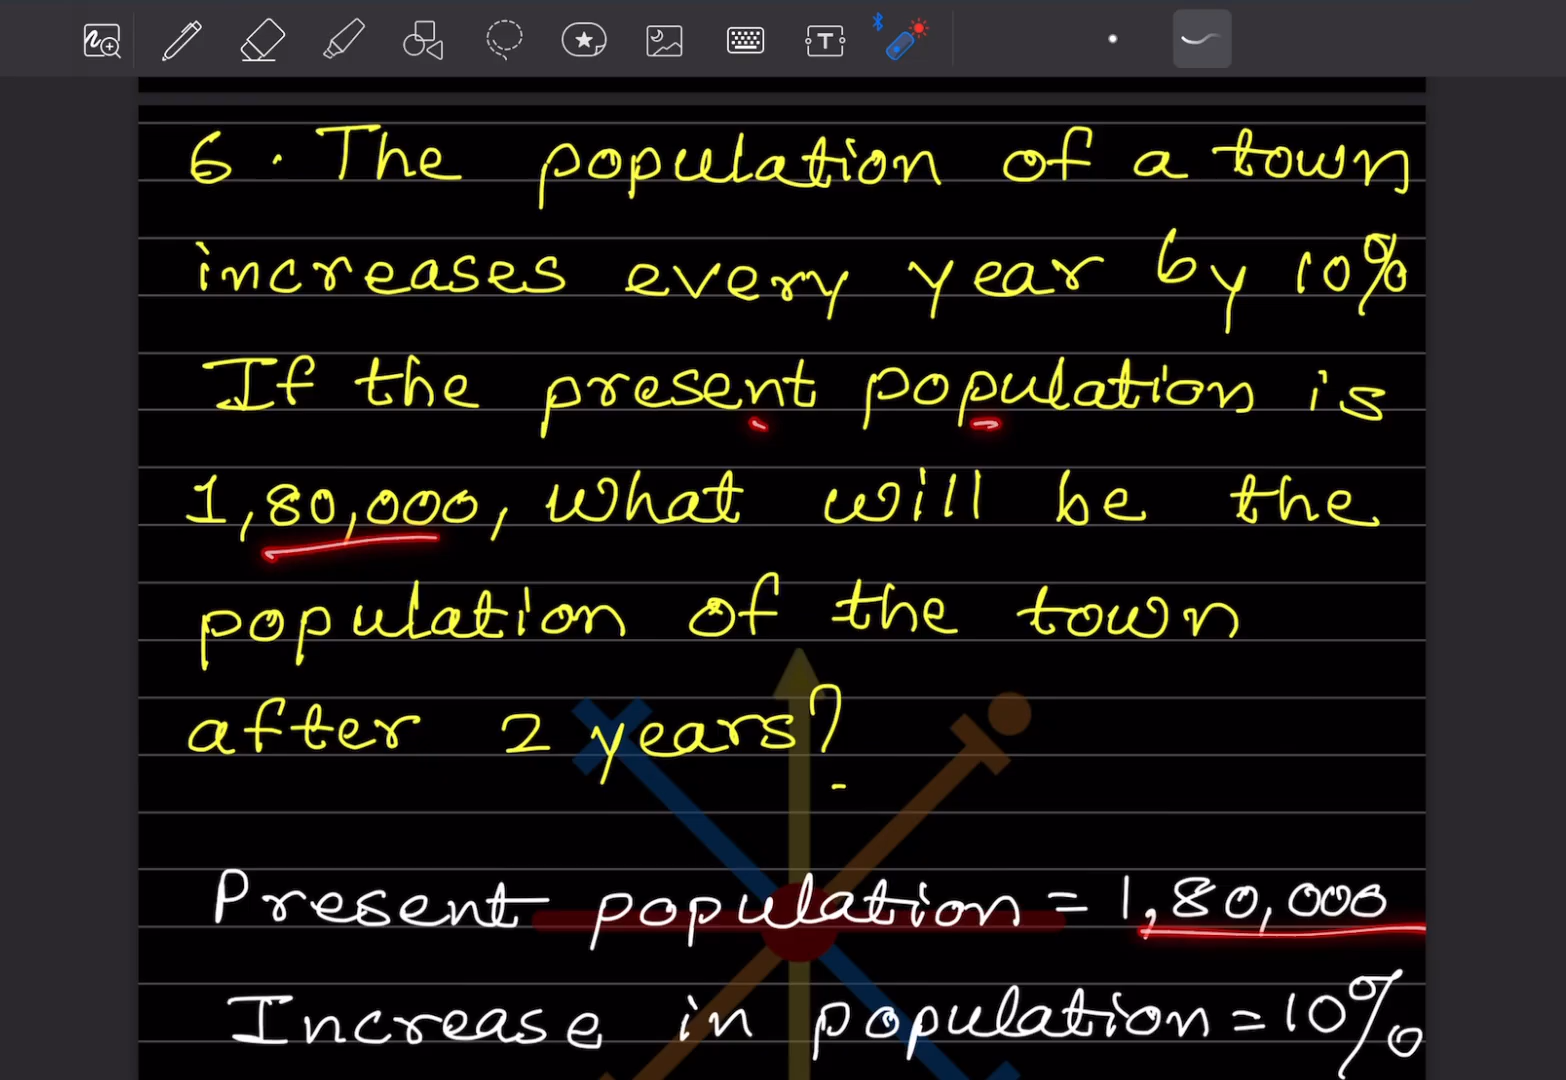 6. The population of a town
increases every year by 10%
If the present population is
1,80,000, what will be the
population of the town
after 2 years?
Present population = 1,80,000
Increase in population = 10%